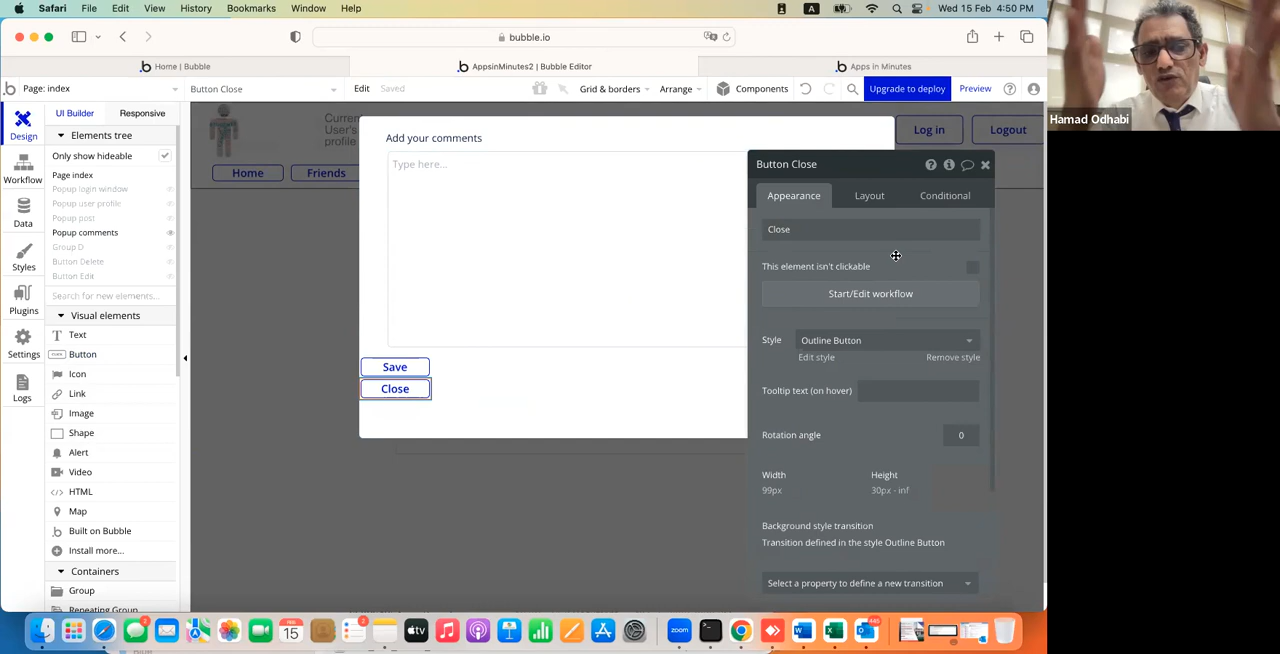 Safari File Edit View History Bookmarks Window Help
A
Wed 15 Feb 4:50 PM
bubble.io
Home | Bubble
AppsinMinutes2 | Bubble Editor
Apps in Minutes
Page: index
Button Close
Edit
Saved
Grid & borders
Arrange
Components
Upgrade to deploy
Preview
Design
Workflow
Data
Styles
Plugins
Settings
Logs
UI Builder
Responsive
Elements tree
Only show hideable
Page index
Popup login window
Popup user profile
Popup post
Popup comments
Group D
Button Delete
Button Edit
Search for new elements...
Visual elements
Text
Button
Icon
Link
Image
Shape
Alert
Video
HTML
Map
Built on Bubble
Install more...
Containers
Group
Repeating Group
User's
profile
Log in
Logout
Home
Friends
Add your comments
Type here...
Save
Close
Button Close
Appearance
Layout
Conditional
Close
This element isn't clickable
Start/Edit workflow
Style
Outline Button
Edit style
Remove style
Tooltip text (on hover)
Rotation angle
0
Width
Height
99px
30px - inf
Background style transition
Transition defined in the style Outline Button
Select a property to define a new transition
Hamad Odhabi
FEB
15
tv
zoom